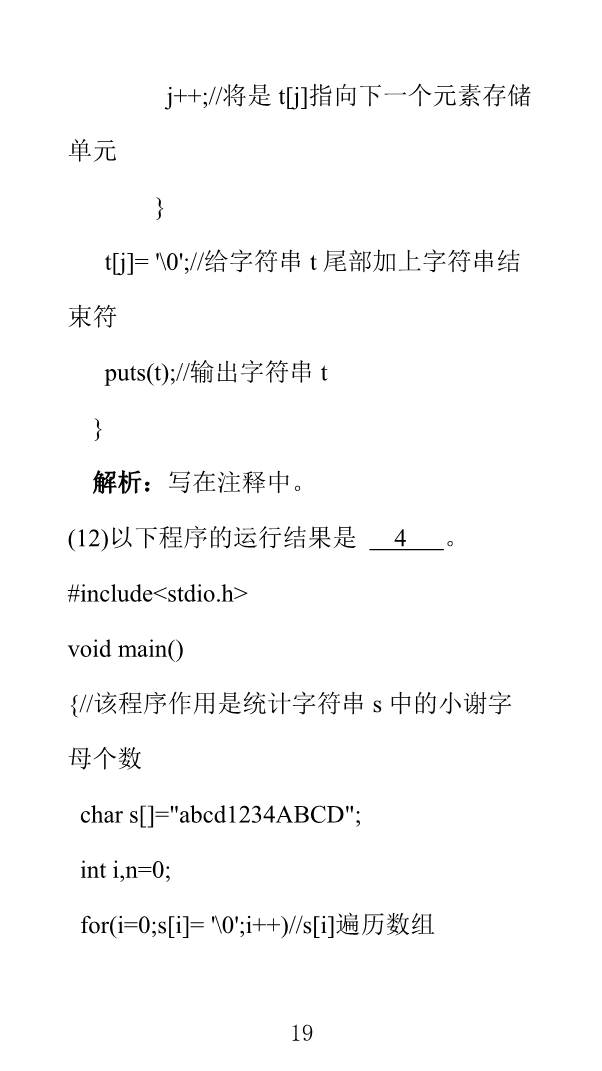 j++;//将是 t[j]指向下一个元素存储
单元
}
t[j]= '\0';//给字符串 t 尾部加上字符串结
束符
puts(t);//输出字符串 t
}
解析：写在注释中。
(12)以下程序的运行结果是 4 。
#include<stdio.h>
void main()
{//该程序作用是统计字符串 s 中的小谢字
母个数
char s[]="abcd1234ABCD";
int i,n=0;
for(i=0;s[i]= '\0';i++)//s[i]遍历数组
19